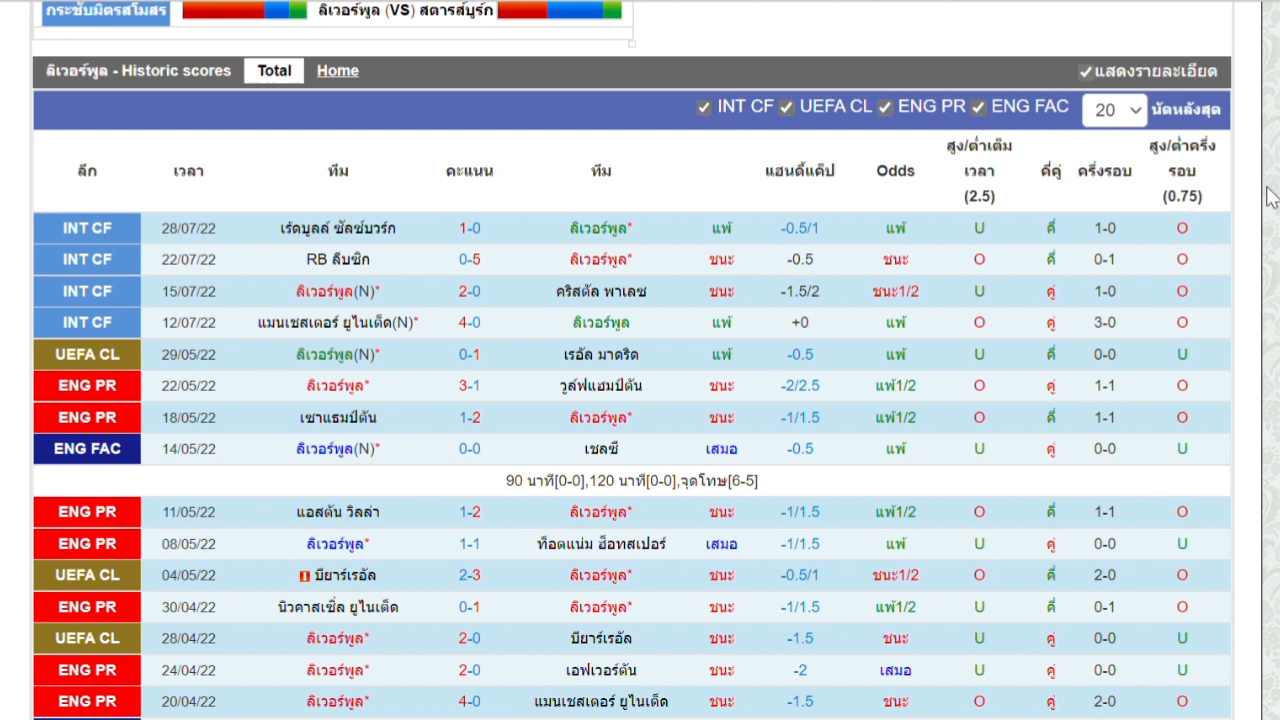 กระชับมิตรสโมสร ลิเวอร์พูล (VS) สตารส์บูร์ก
ลิเวอร์พูล - Historic scores Total Home แสดงรายละเอียด
INT CF UEFA CL ENG PR ENG FAC 20 นัดหลังสุด
ลีก เวลา ทีม คะแนน ทีม แฮนดี้แค็ป Odds สูง/ต่ำเต็มเวลา (2.5) คี่คู่ ครึ่งรอบ สูง/ต่ำครึ่งรอบ (0.75)
INT CF 28/07/22 เร้ดบูลล์ ซัลซ์บวร์ก 1-0 ลิเวอร์พูล* แพ้ -0.5/1 แพ้ U คี่ 1-0 O
INT CF 22/07/22 RB ลีบซิก 0-5 ลิเวอร์พูล* ชนะ -0.5 ชนะ O คี่ 0-1 O
INT CF 15/07/22 ลิเวอร์พูล(N)* 2-0 คริสตัล พาเลซ ชนะ -1.5/2 ชนะ1/2 U คู่ 1-0 O
INT CF 12/07/22 แมนเชสเตอร์ ยูไนเต็ด(N)* 4-0 ลิเวอร์พูล แพ้ +0 แพ้ O คู่ 3-0 O
UEFA CL 29/05/22 ลิเวอร์พูล(N)* 0-1 เรอัล มาดริด แพ้ -0.5 แพ้ U คี่ 0-0 U
ENG PR 22/05/22 ลิเวอร์พูล* 3-1 วูล์ฟแฮมป์ตัน ชนะ -2/2.5 แพ้1/2 O คู่ 1-1 O
ENG PR 18/05/22 เซาแธมป์ตัน 1-2 ลิเวอร์พูล* ชนะ -1/1.5 แพ้1/2 O คี่ 1-1 O
ENG FAC 14/05/22 ลิเวอร์พูล(N)* 0-0 เชลซี เสมอ -0.5 แพ้ U คู่ 0-0 U
90 นาที[0-0],120 นาที[0-0],จุดโทษ[6-5]
ENG PR 11/05/22 แอสตัน วิลล่า 1-2 ลิเวอร์พูล* ชนะ -1/1.5 แพ้1/2 O คี่ 1-1 O
ENG PR 08/05/22 ลิเวอร์พูล* 1-1 ท็อตแน่ม ฮ็อทสเปอร์ เสมอ -1/1.5 แพ้ U คู่ 0-0 U
UEFA CL 04/05/22 1 บียาร์เรอัล 2-3 ลิเวอร์พูล* ชนะ -0.5/1 ชนะ1/2 O คี่ 2-0 O
ENG PR 30/04/22 นิวคาสเซิ่ล ยูไนเต็ด 0-1 ลิเวอร์พูล* ชนะ -1/1.5 แพ้1/2 U คี่ 0-1 O
UEFA CL 28/04/22 ลิเวอร์พูล* 2-0 บียาร์เรอัล ชนะ -1.5 ชนะ U คู่ 0-0 U
ENG PR 24/04/22 ลิเวอร์พูล* 2-0 เอฟเวอร์ตัน ชนะ -2 เสมอ U คู่ 0-0 U
ENG PR 20/04/22 ลิเวอร์พูล* 4-0 แมนเชสเตอร์ ยูไนเต็ด ชนะ -1.5 ชนะ O คู่ 2-0 O